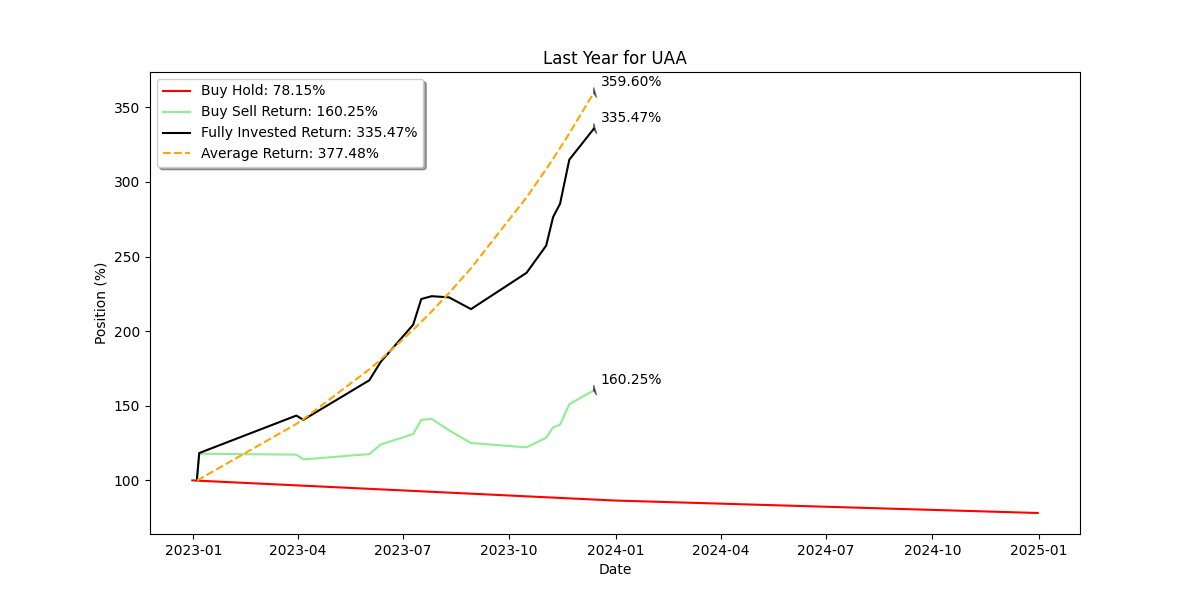 Last Year for UAA
Buy Hold: 78.15%
Buy Sell Return: 160.25%
Fully Invested Return: 335.47%
Average Return: 377.48%
359.60%
335.47%
160.25%
Position (%)
350
300
250
200
150
100
2023-01 2023-04 2023-07 2023-10 2024-01 2024-04 2024-07 2024-10 2025-01
Date